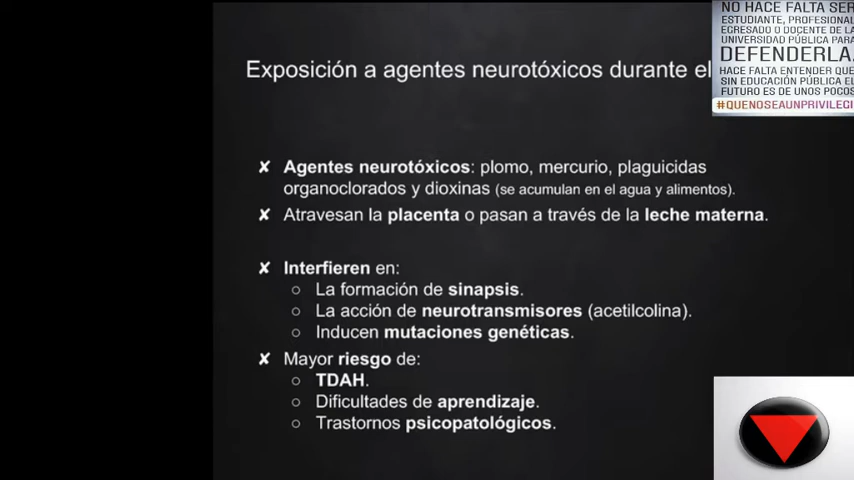 Exposición a agentes neurotóxicos durante el
✘ Agentes neurotóxicos: plomo, mercurio, plaguicidas
organoclorados y dioxinas (se acumulan en el agua y alimentos).
✘ Atravesan la placenta o pasan a través de la leche materna.
✘ Interfieren en:
○ La formación de sinapsis.
○ La acción de neurotransmisores (acetilcolina).
○ Inducen mutaciones genéticas.
✘ Mayor riesgo de:
○ TDAH.
○ Dificultades de aprendizaje.
○ Trastornos psicopatológicos.
NO HACE FALTA SER
ESTUDIANTE, PROFESIONAL
EGRESADO O DOCENTE DE LA
UNIVERSIDAD PÚBLICA PARA
DEFENDERLA.
HACE FALTA ENTENDER QUE
SIN EDUCACIÓN PÚBLICA EL
FUTURO ES DE UNOS POCOS
#QUENOSEAUNPRIVILEGI